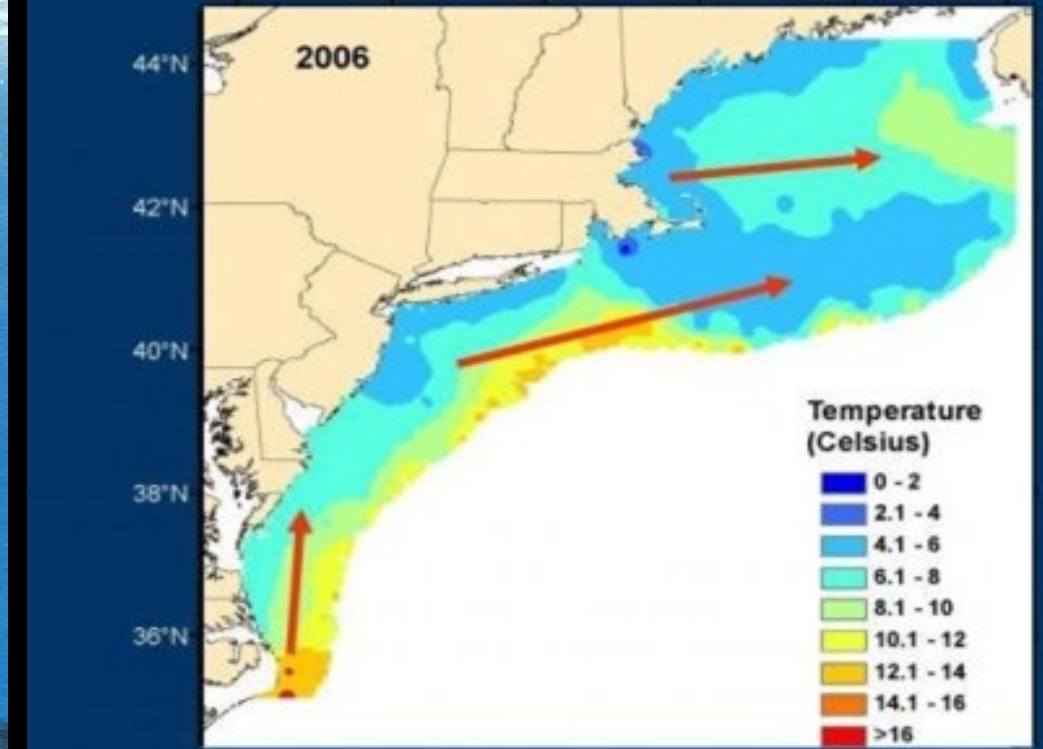 2006
44°N
42°N
40°N
38°N
36°N
Temperature
(Celsius)
0 - 2
2.1 - 4
4.1 - 6
6.1 - 8
8.1 - 10
10.1 - 12
12.1 - 14
14.1 - 16
>16